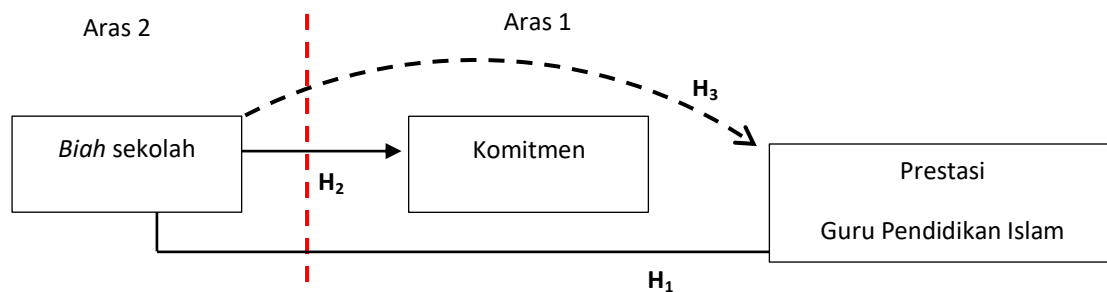 Aras 2
Aras 1
H₃
Biah sekolah
Komitmen
H₂
Prestasi
Guru Pendidikan Islam
H₁